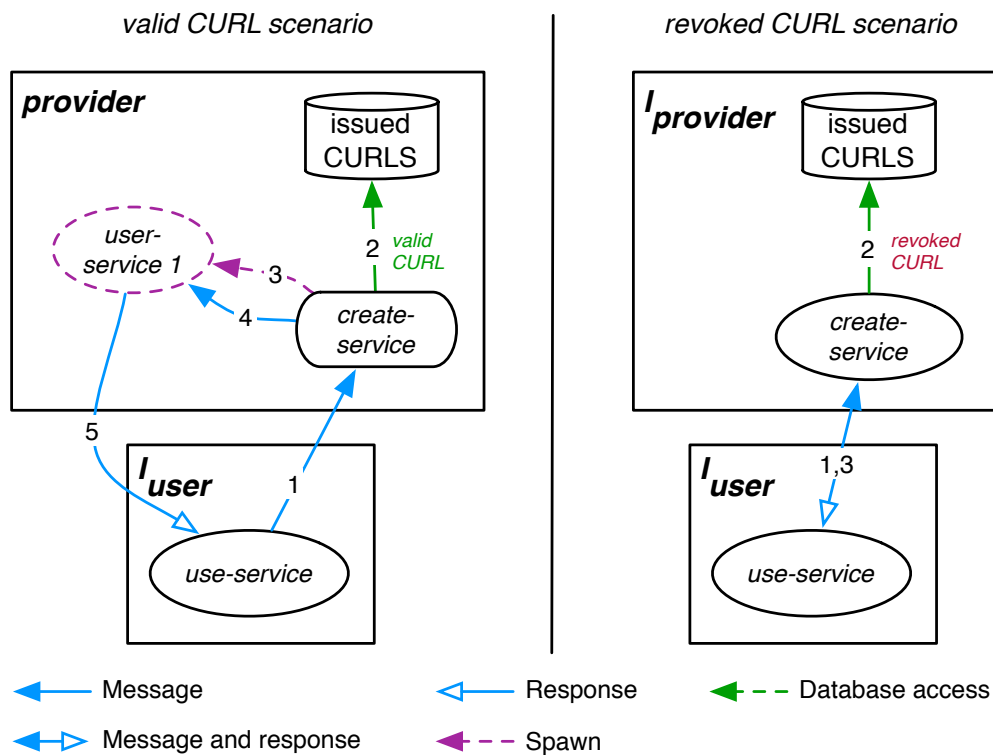 valid CURL scenario
revoked CURL scenario
provider
issued
CURLS
user-
service 1
2
valid
CURL
3
4
create-
service
5
1
I user
use-service
I provider
issued
CURLS
2
revoked
CURL
create-
service
1,3
I user
use-service
Message
Response
Database access
Message and response
Spawn